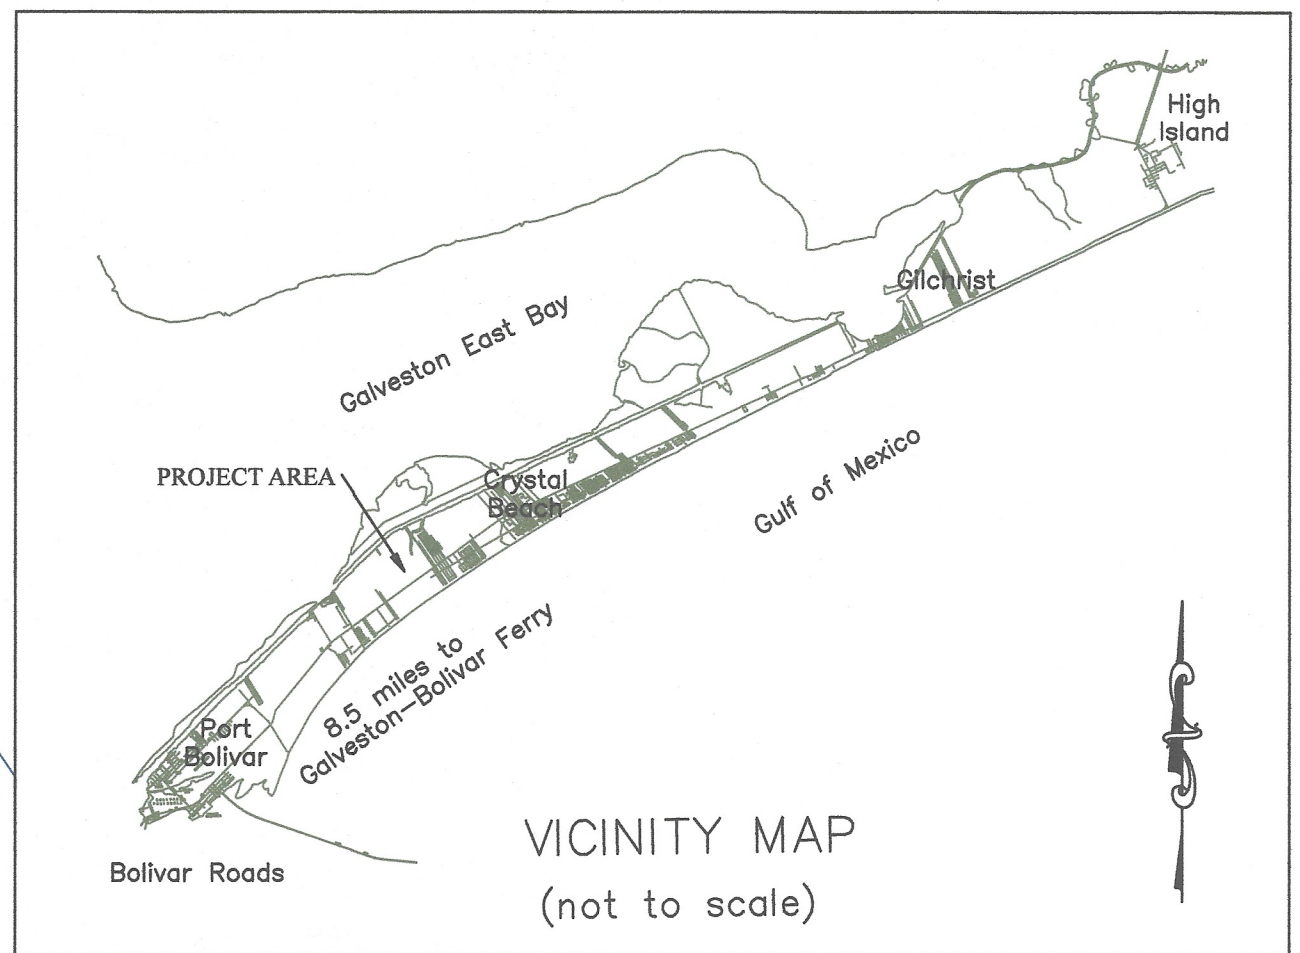 High
Island
Gilchrist
Galveston East Bay
Gulf of Mexico
PROJECT AREA
Crystal
Beach
8.5 miles to
Galveston-Bolivar Ferry
Port
Bolivar
Bolivar Roads
VICINITY MAP
(not to scale)